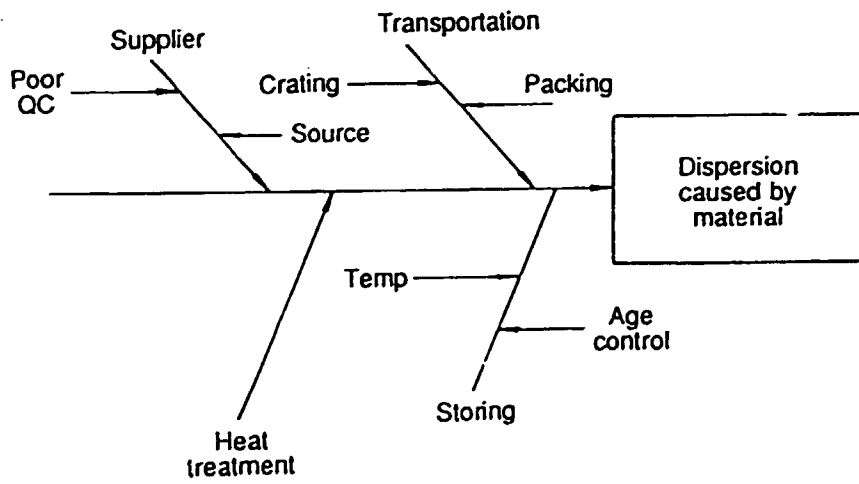 Supplier
Transportation
Poor
QC
Crating
Packing
Source
Dispersion
caused by
material
Temp
Age
control
Storing
Heat
treatment